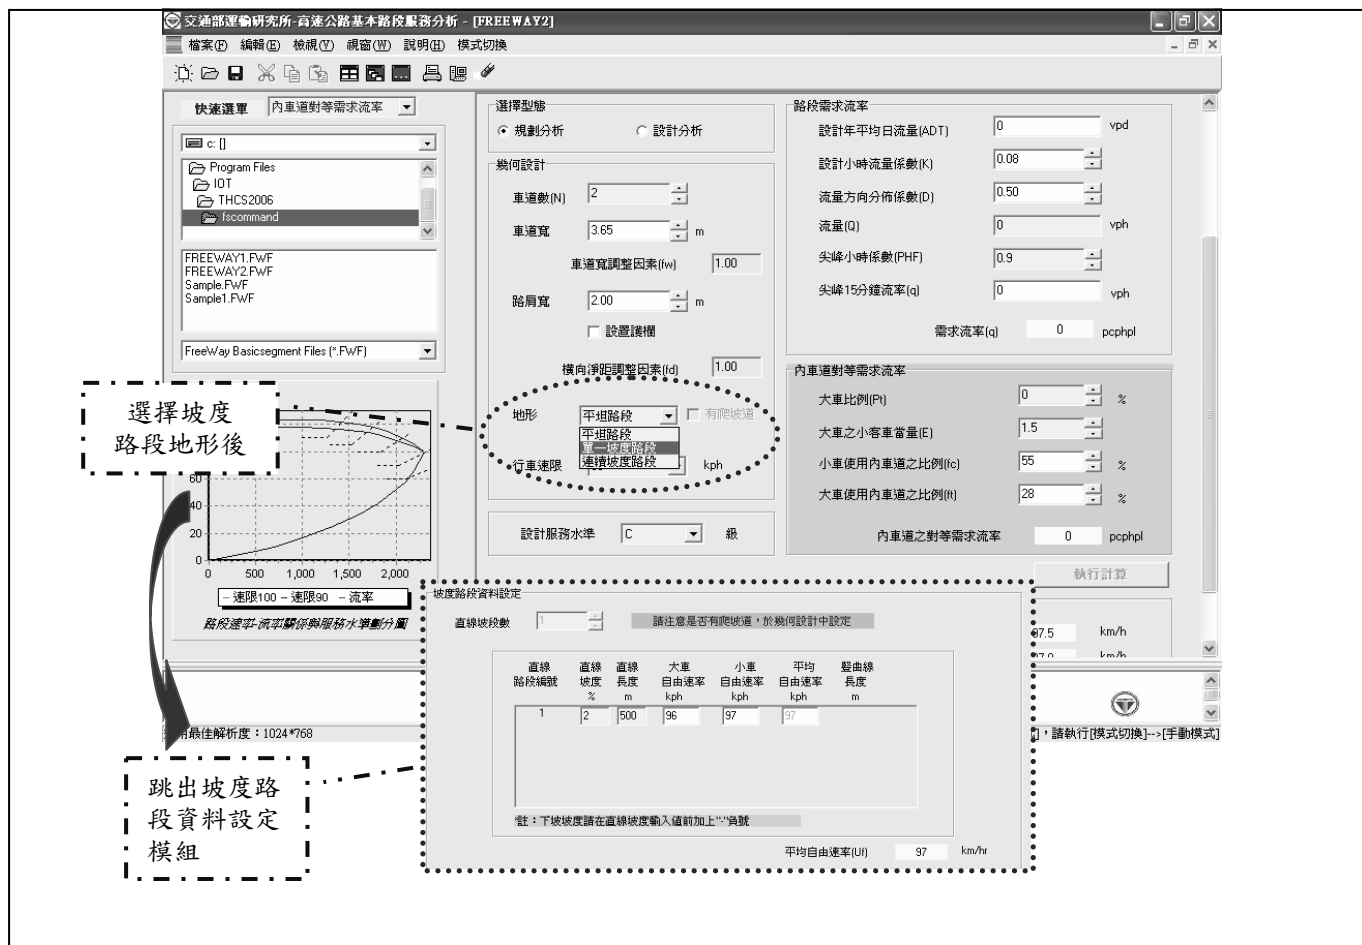 交通部運輸研究所-高速公路基本路段服務分析 - [FREEWAY2]
檔案(F) 編輯(E) 檢視(V) 視窗(W) 說明(H) 模式切換
快速選單 內車道對等需求流率
c: []
Program Files
IOT
THCS2006
fscommand
FREEWAY1.FWF
FREEWAY2.FWF
Sample.FWF
Sample1.FWF
FreeWay Basicsegment Files (*.FWF)
選擇坡度
路段地形後
60
40
20
0
0 500 1,000 1,500 2,000
速限100 速限90 流率
路段速率-流率關係與服務水準劃分圖
選擇型態
規劃分析 設計分析
幾何設計
車道數(N) 2
車道寬 3.65 m
車道寬調整因素(fw) 1.00
路肩寬 2.00 m
設置護欄
橫向淨距調整因素(fd) 1.00
地形 平坦路段 有爬坡道
平坦路段
單一坡度路段
連續坡度路段
行車速限 kph
設計服務水準 C 級
路段需求流率
設計年平均日流量(ADT) 0 vpd
設計小時流量係數(K) 0.08
流量方向分佈係數(D) 0.50
流量(Q) 0 vph
尖峰小時係數(PHF) 0.9
尖峰15分鐘流率(q) 0 vph
需求流率(q) 0 pcphpl
內車道對等需求流率
大車比例(Pt) 0 %
大車之小客車當量(E) 1.5
小車使用內車道之比例(fc) 55 %
大車使用內車道之比例(ft) 28 %
內車道之對等需求流率 0 pcphpl
執行計算
97.5 km/h
97.0 km/h
坡度路段資料設定
直線坡段數 1 請注意是否有爬坡道，於幾何設計中設定
直線 直線 直線 大車 小車 平均 豎曲線
路段編號 坡度 長度 自由速率 自由速率 自由速率 長度
% m kph kph kph m
1 2 500 96 97 97
*註：下坡坡度請在直線坡度輸入值前加上"-"負號
平均自由速率(Uf) 97 km/hr
用最佳解析度：1024*768
]，請執行[模式切換]-->[手動模式]
跳出坡度路
段資料設定
模組